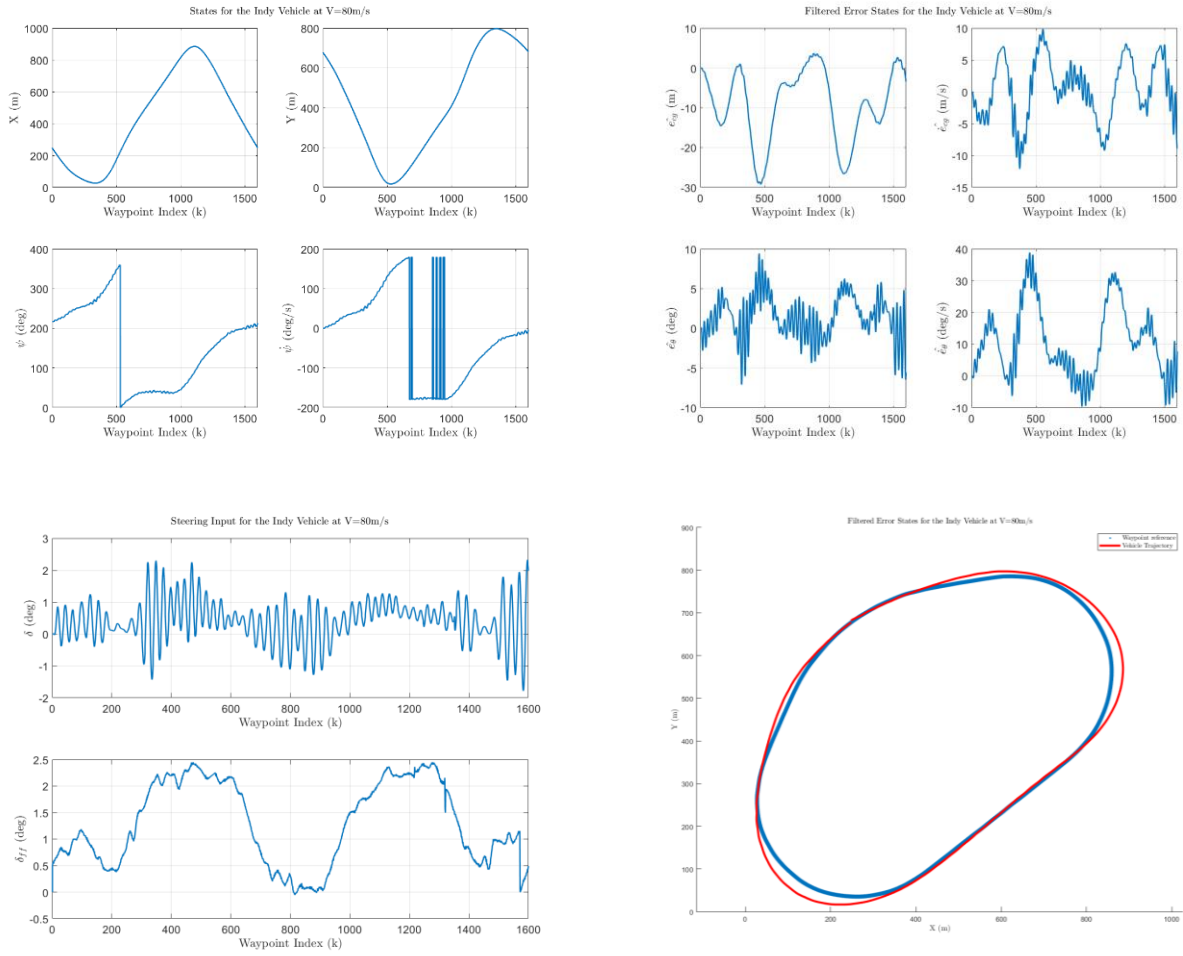 States for the Indy Vehicle at V=80m/s
1000
800
600
400
200
0
X (m)
0 500 1000 1500
Waypoint Index (k)
800
600
400
200
0
Y (m)
0 500 1000 1500
Waypoint Index (k)
400
300
200
100
0
ψ (deg)
0 500 1000 1500
Waypoint Index (k)
200
100
0
-100
-200
ψ̇ (deg/s)
0 500 1000 1500
Waypoint Index (k)
Filtered Error States for the Indy Vehicle at V=80m/s
10
0
-10
-20
-30
ê_cg (m)
0 500 1000 1500
Waypoint Index (k)
10
5
0
-5
-10
-15
ė̂_cg (m/s)
0 500 1000 1500
Waypoint Index (k)
10
5
0
-5
-10
ê_θ (deg)
0 500 1000 1500
Waypoint Index (k)
40
30
20
10
0
-10
ė̂_θ (deg)
0 500 1000 1500
Waypoint Index (k)
Steering Input for the Indy Vehicle at V=80m/s
3
2
1
0
-1
-2
δ (deg)
0 200 400 600 800 1000 1200 1400 1600
Waypoint Index (k)
2.5
2
1.5
1
0.5
0
-0.5
δ_ff (deg)
0 200 400 600 800 1000 1200 1400 1600
Waypoint Index (k)
Filtered Error States for the Indy Vehicle at V=80m/s
Waypoint reference
Vehicle Trajectory
900
800
700
600
500
400
300
200
100
0
Y (m)
0 200 400 600 800 1000
X (m)